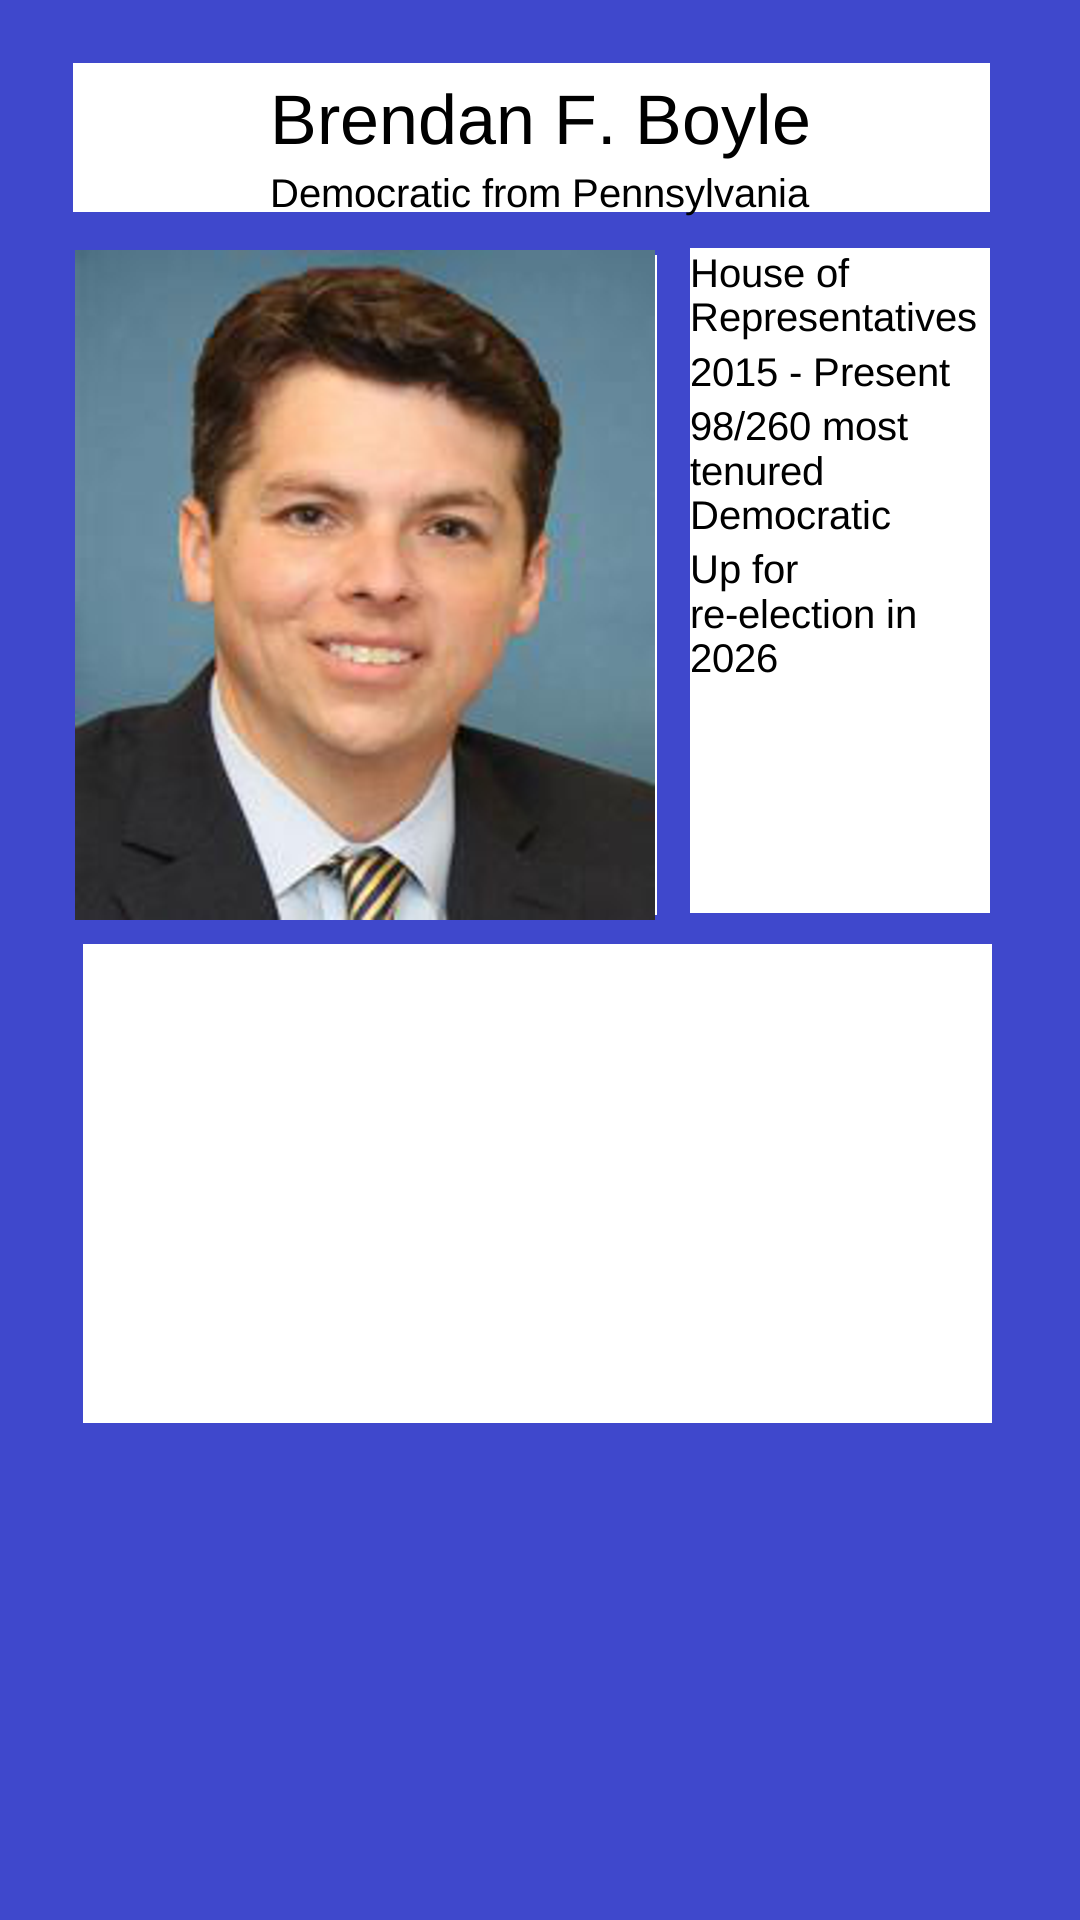 Brendan F. Boyle
Democratic from Pennsylvania
House of
Representatives
2015 - Present
98/260 most
tenured
Democratic
Up for
re-election in
2026